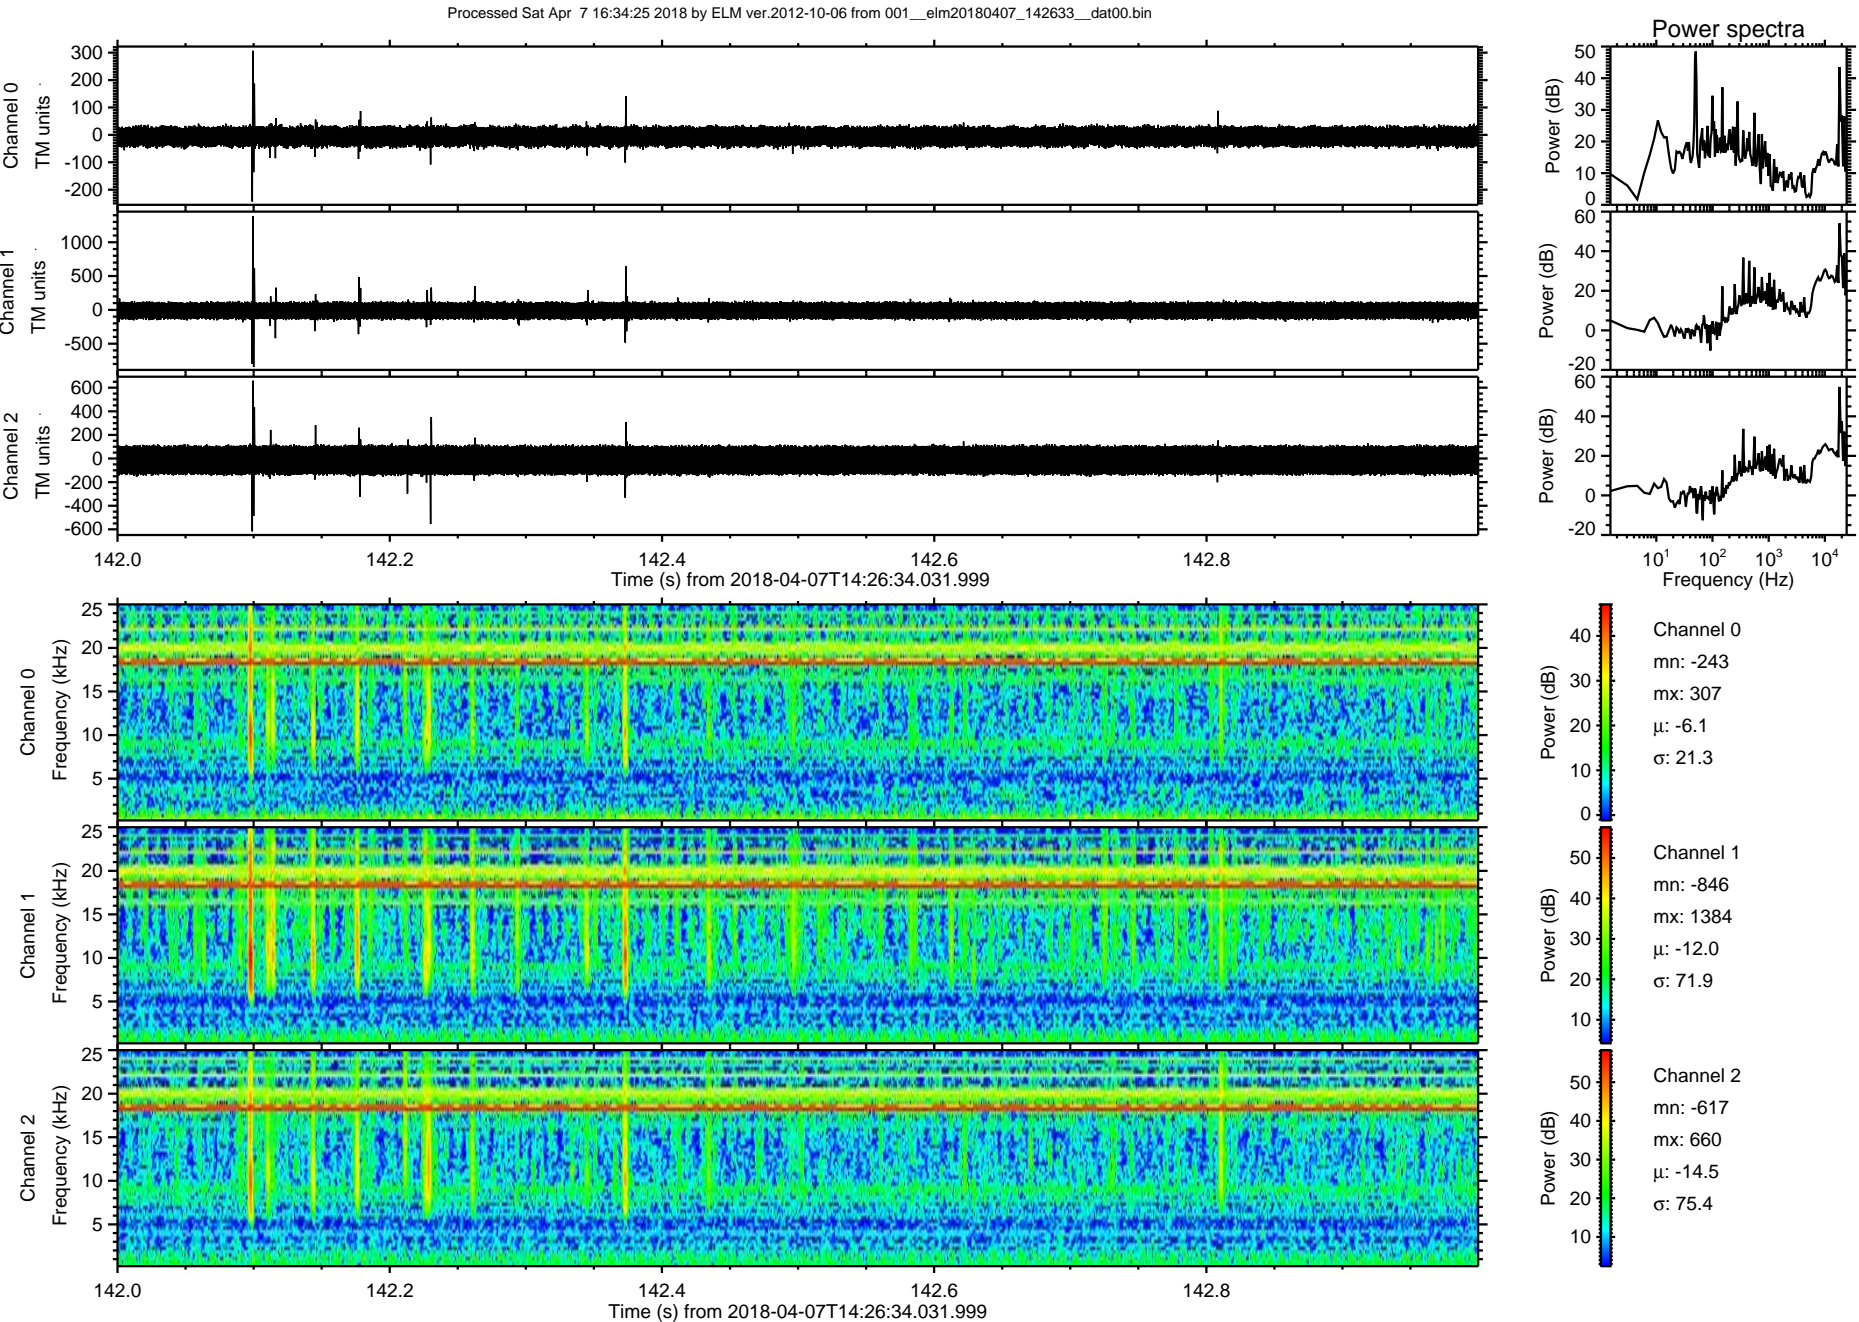 Processed Sat Apr  7 16:34:25 2018 by ELM ver.2012-10-06 from 001__elm20180407_142633__dat00.bin
Power spectra
Channel 0
TM units
300
200
100
0
-100
-200
Power (dB)
50
40
30
20
10
0
Channel 1
TM units
1000
500
0
-500
Power (dB)
60
40
20
0
-20
Channel 2
TM units
600
400
200
0
-200
-400
-600
Power (dB)
60
40
20
0
-20
142.0 142.2 142.4 142.6 142.8
Time (s) from 2018-04-07T14:26:34.031.999
10^1 10^2 10^3 10^4
Frequency (Hz)
Channel 0
Frequency (kHz)
25
20
15
10
5
Power (dB)
40
30
20
10
0
Channel 0
mn: -243
mx: 307
μ: -6.1
σ: 21.3
Channel 1
Frequency (kHz)
25
20
15
10
5
Power (dB)
50
40
30
20
10
Channel 1
mn: -846
mx: 1384
μ: -12.0
σ: 71.9
Channel 2
Frequency (kHz)
25
20
15
10
5
Power (dB)
50
40
30
20
10
Channel 2
mn: -617
mx: 660
μ: -14.5
σ: 75.4
142.0 142.2 142.4 142.6 142.8
Time (s) from 2018-04-07T14:26:34.031.999